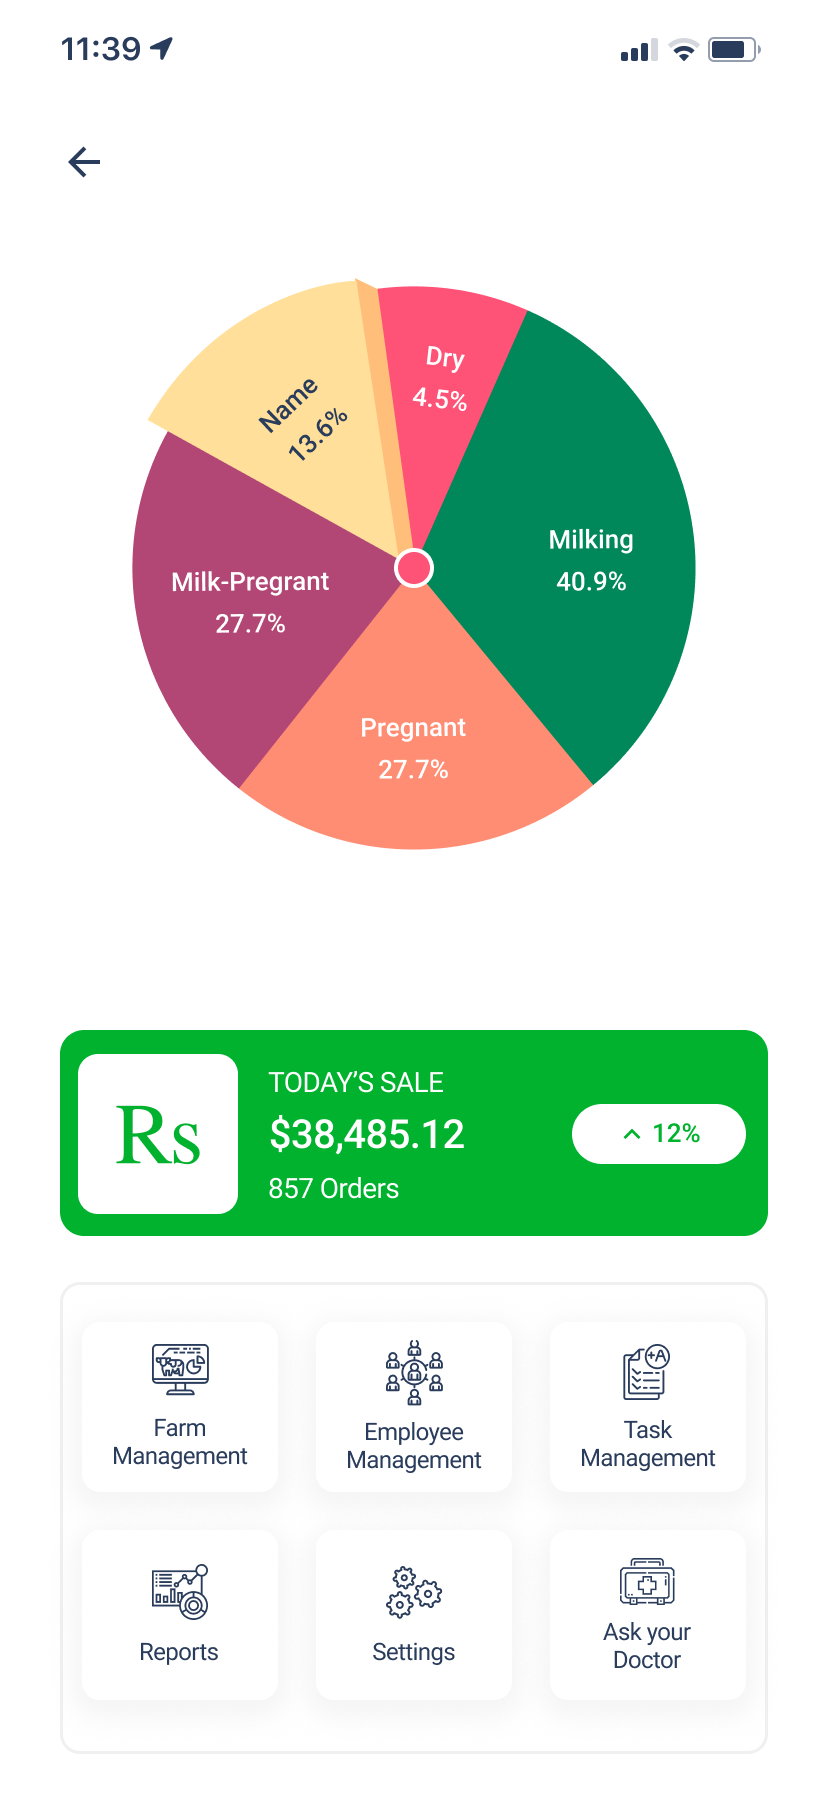 11:39
Dry
4.5%
Name
13.6%
Milking
40.9%
Milk-Pregrant
27.7%
Pregnant
27.7%
Rs
TODAY'S SALE
$38,485.12
857 Orders
12%
+A
Farm
Management
Employee
Management
Task
Management
Reports
Settings
Ask your
Doctor